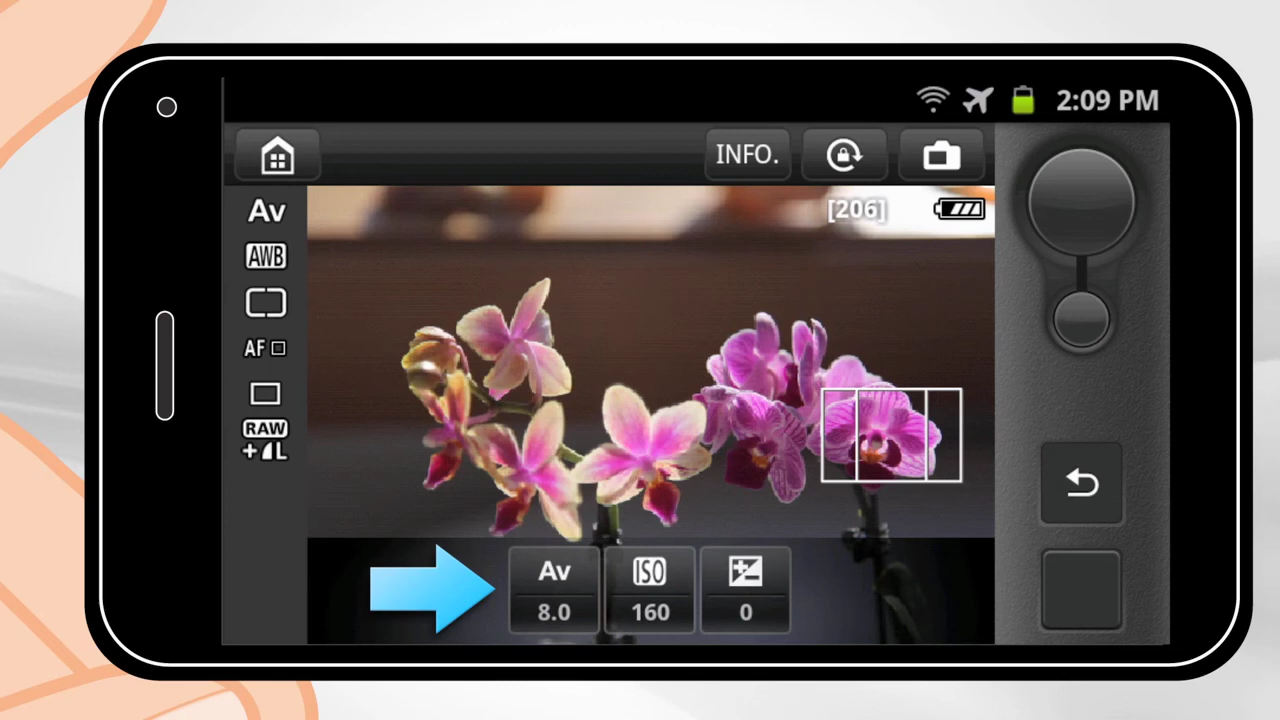 2:09 PM
INFO.
[206]
Av
AWB
AF
RAW
+ L
Av ISO
8.0 160 0